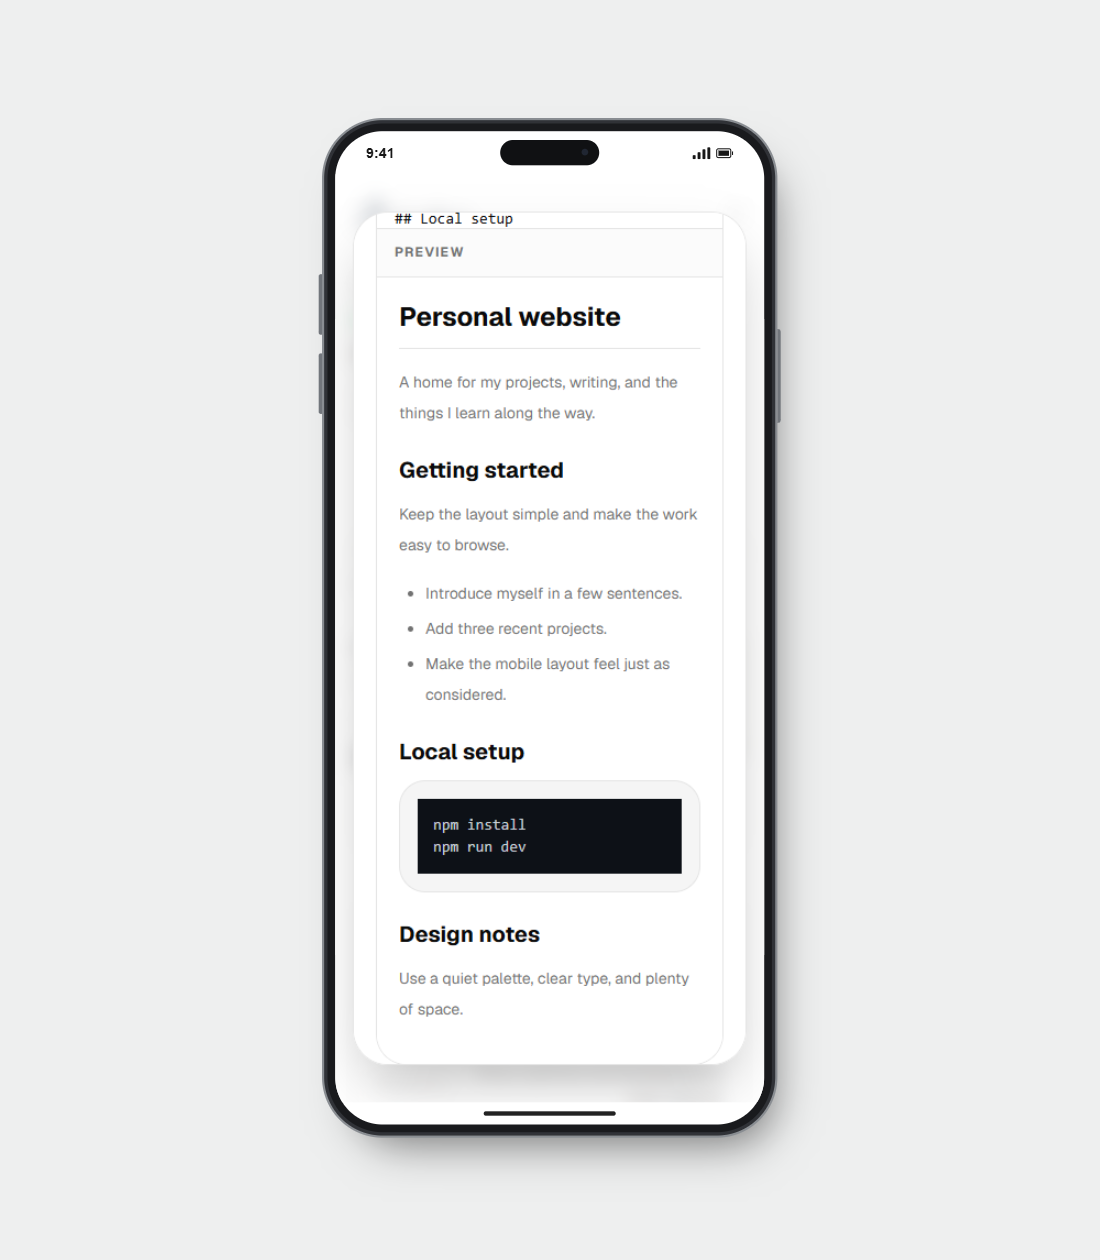 9:41
## Local setup
PREVIEW
Personal website
A home for my projects, writing, and the
things I learn along the way.
Getting started
Keep the layout simple and make the work
easy to browse.
• Introduce myself in a few sentences.
• Add three recent projects.
• Make the mobile layout feel just as
considered.
Local setup
npm install
npm run dev
Design notes
Use a quiet palette, clear type, and plenty
of space.